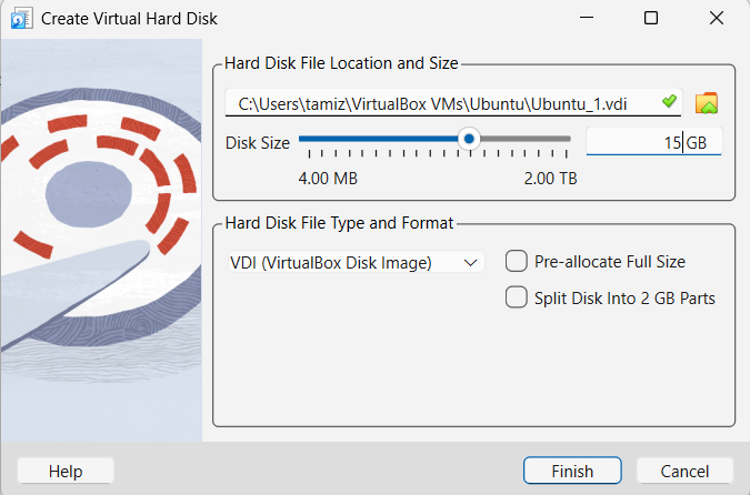 Create Virtual Hard Disk
Hard Disk File Location and Size
C:\Users\tamiz\VirtualBox VMs\Ubuntu\Ubuntu_1.vdi
Disk Size
15 GB
4.00 MB 2.00 TB
Hard Disk File Type and Format
VDI (VirtualBox Disk Image)
Pre-allocate Full Size
Split Disk Into 2 GB Parts
Help
Finish
Cancel